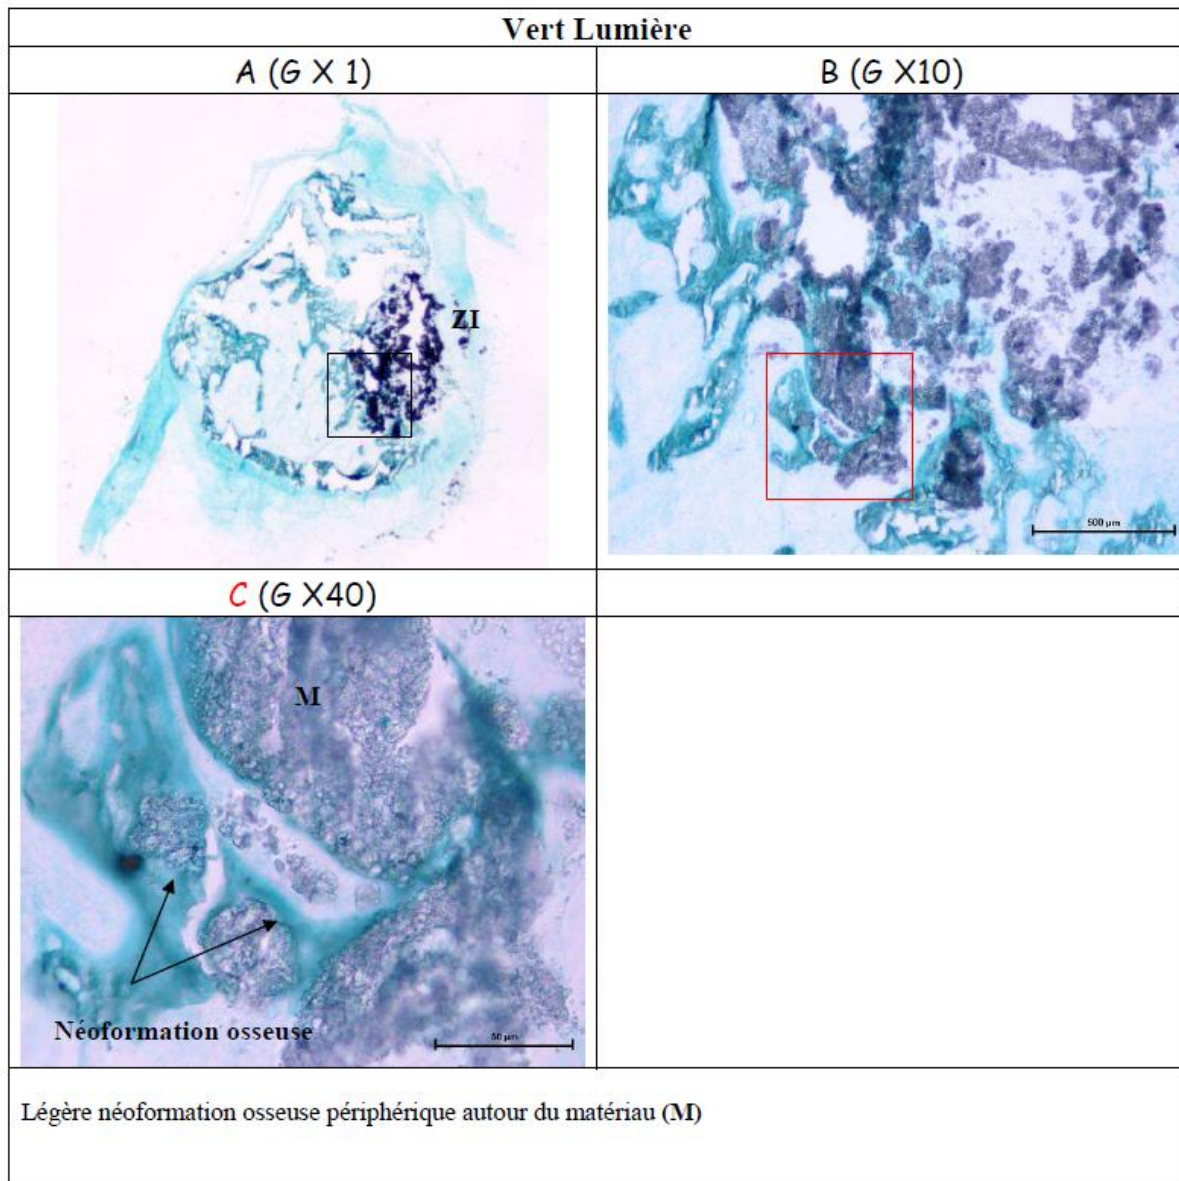 Vert Lumière
A (G X 1)
B (G X10)
ZI
500 µm
C (G X40)
M
Néoformation osseuse
50 µm
Légère néoformation osseuse périphérique autour du matériau (M)